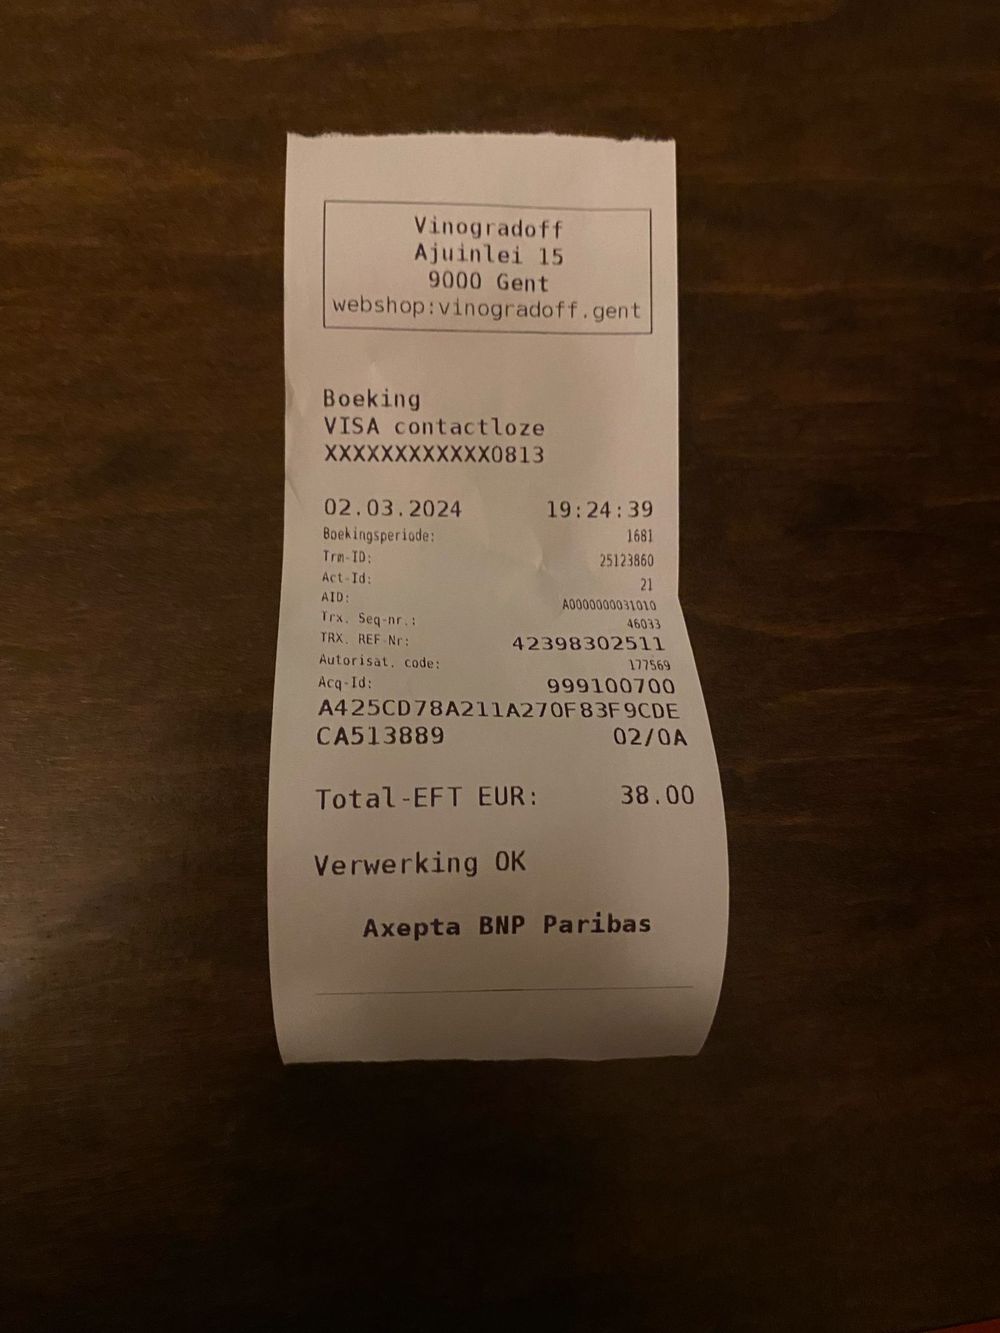 Vinogradoff
Ajuinlei 15
9000 Gent
webshop:vinogradoff.gent
Boeking
VISA contactloze
XXXXXXXXXXXX0813
02.03.2024 19:24:39
Boekingsperiode: 1681
Trm-ID: 25123860
Act-Id: 21
AID: A0000000031010
Trx. Seq-nr.: 46033
TRX. REF-Nr: 42398302511
Autorisat. code: 177569
Acq-Id: 999100700
A425CD78A211A270F83F9CDE
CA513889 02/0A
Total-EFT EUR: 38.00
Verwerking OK
Axepta BNP Paribas